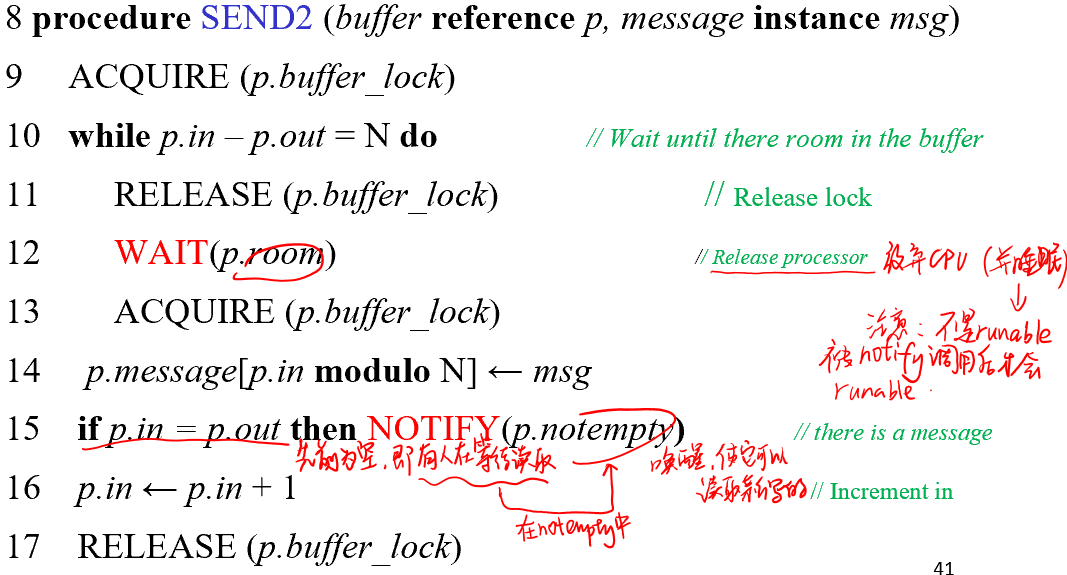 8 procedure SEND2 (buffer reference p, message instance msg)
9 ACQUIRE (p.buffer_lock)
10 while p.in – p.out = N do // Wait until there room in the buffer
11 RELEASE (p.buffer_lock) // Release lock
12 WAIT(p.room) // Release processor 放弃CPU (并睡眠)
注意：不是runable
被notify调用后才会
runable.
13 ACQUIRE (p.buffer_lock)
14 p.message[p.in modulo N] ← msg
15 if p.in = p.out then NOTIFY(p.notempty) // there is a message
先前为空，即有人在等待读取
唤醒，使它可以
读取新写的
16 p.in ← p.in + 1 // Increment in
在notempty中
17 RELEASE (p.buffer_lock)
41